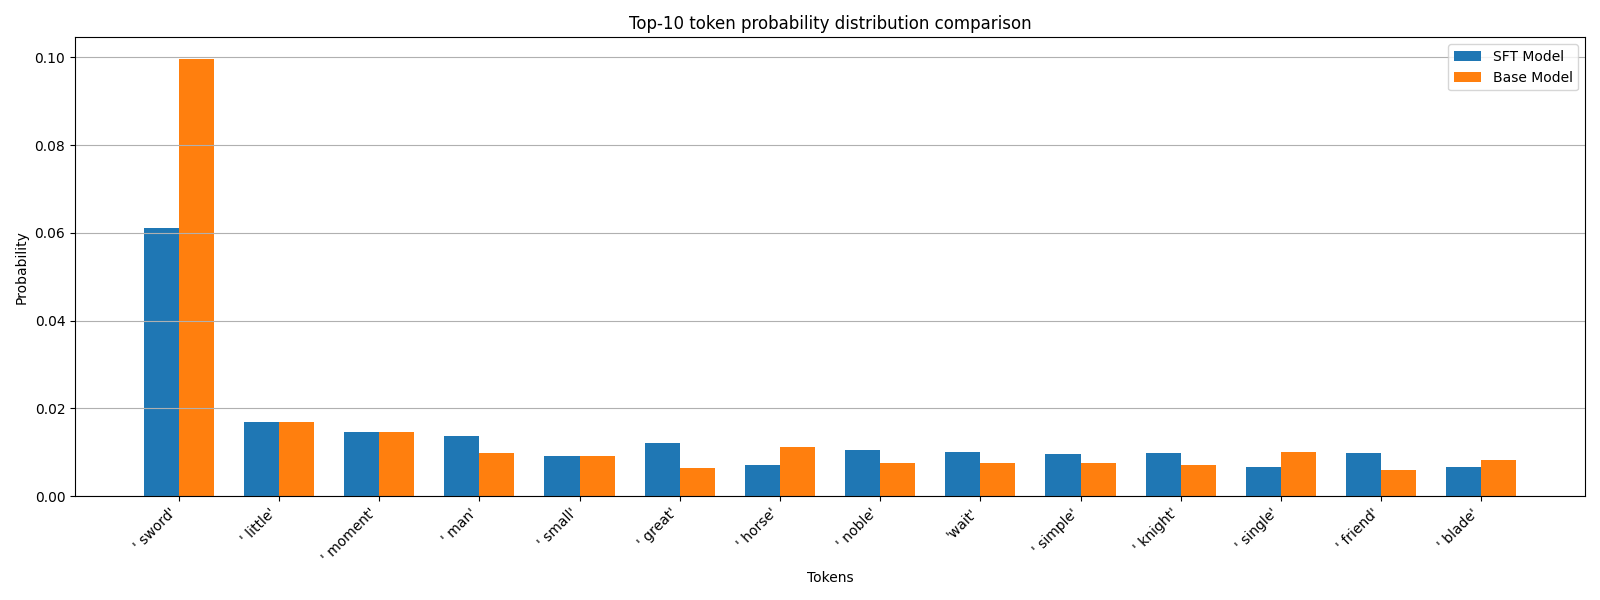 Top-10 token probability distribution comparison
SFT Model
Base Model
Probability
0.10
0.08
0.06
0.04
0.02
0.00
' sword'
' little'
' moment'
' man'
' small'
' great'
' horse'
' noble'
'wait'
' simple'
' knight'
' single'
' friend'
' blade'
Tokens